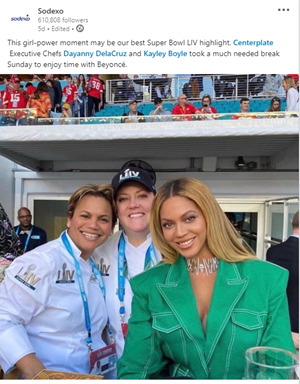 Sodexo
610,808 followers
5d • Edited •
This girl-power moment may be our best Super Bowl LIV highlight. Centerplate
Executive Chefs Dayanny DelaCruz and Kayley Boyle took a much needed break
Sunday to enjoy time with Beyoncé.
LIV
LIV
LIV